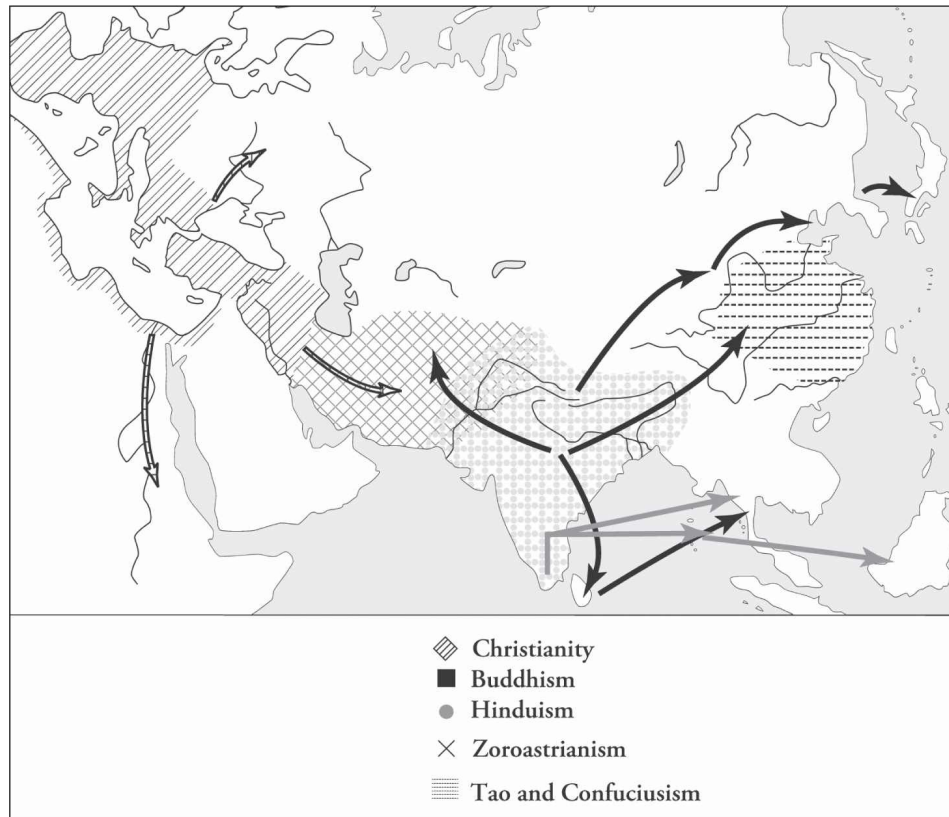 Christianity
Buddhism
Hinduism
Zoroastrianism
Tao and Confuciusism